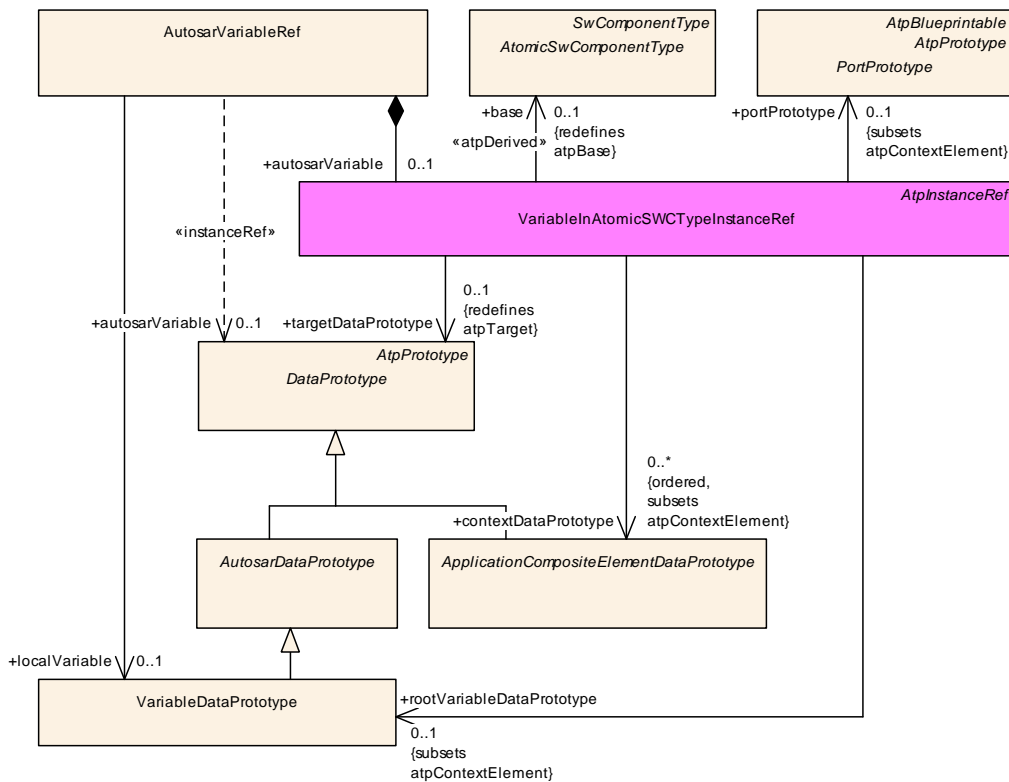 AutosarVariableRef
SwComponentType
AtomicSwComponentType
AtpBlueprintable
AtpPrototype
PortPrototype
+base
0..1
{redefines
atpBase}
«atpDerived»
+portPrototype
0..1
{subsets
atpContextElement}
+autosarVariable
0..1
AtpInstanceRef
VariableInAtomicSWCTypeInstanceRef
«instanceRef»
+autosarVariable
0..1
+targetDataPrototype
0..1
{redefines
atpTarget}
AtpPrototype
DataPrototype
0..*
{ordered,
subsets
atpContextElement}
+contextDataPrototype
AutosarDataPrototype
ApplicationCompositeElementDataPrototype
+localVariable
0..1
VariableDataPrototype
+rootVariableDataPrototype
0..1
{subsets
atpContextElement}